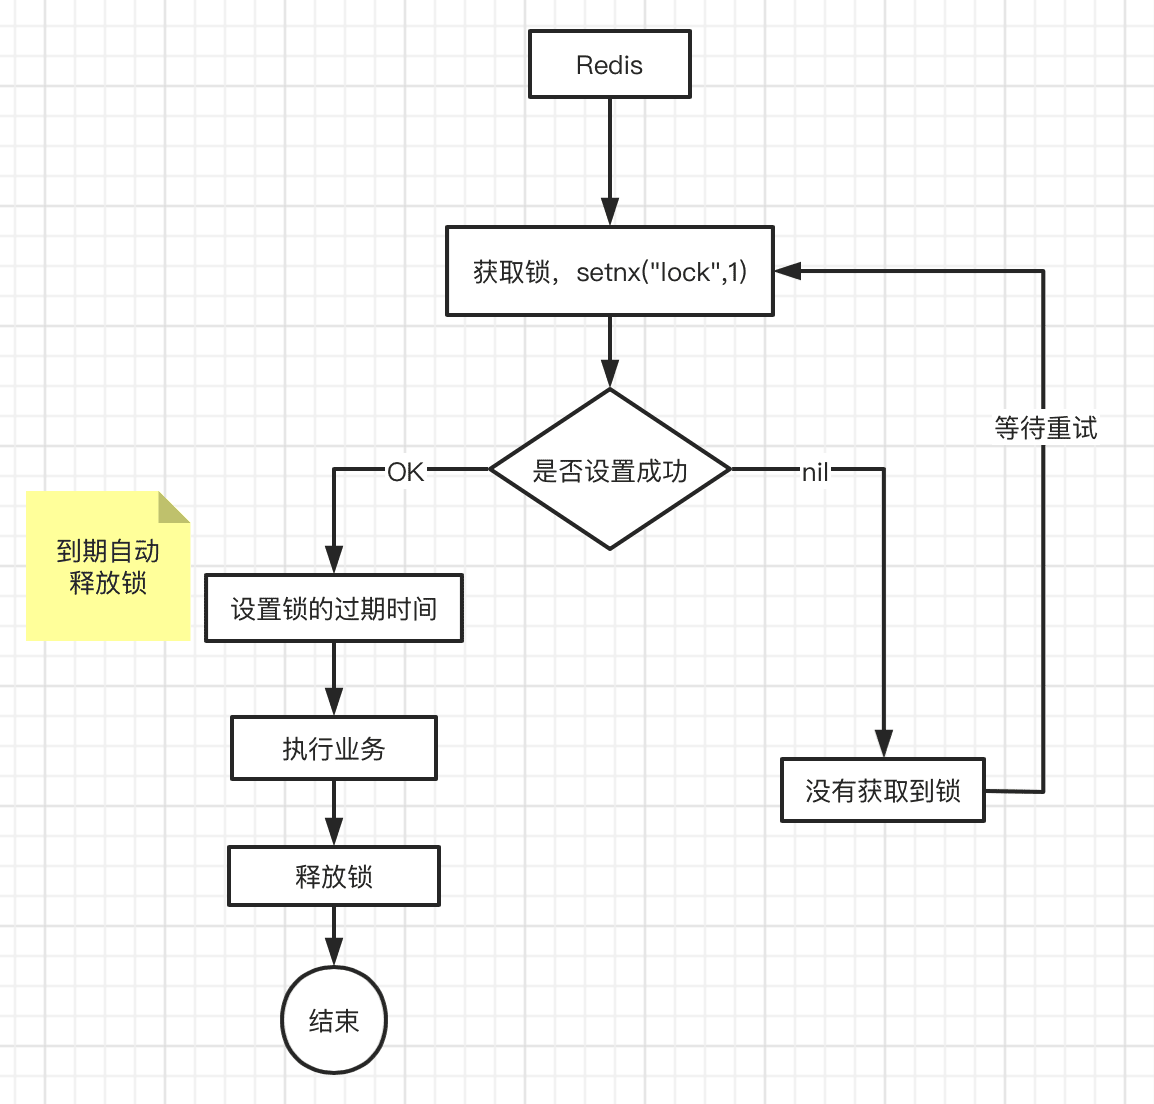 Redis
获取锁，setnx("lock",1)
等待重试
是否设置成功
OK
nil
到期自动
释放锁
设置锁的过期时间
执行业务
没有获取到锁
释放锁
结束